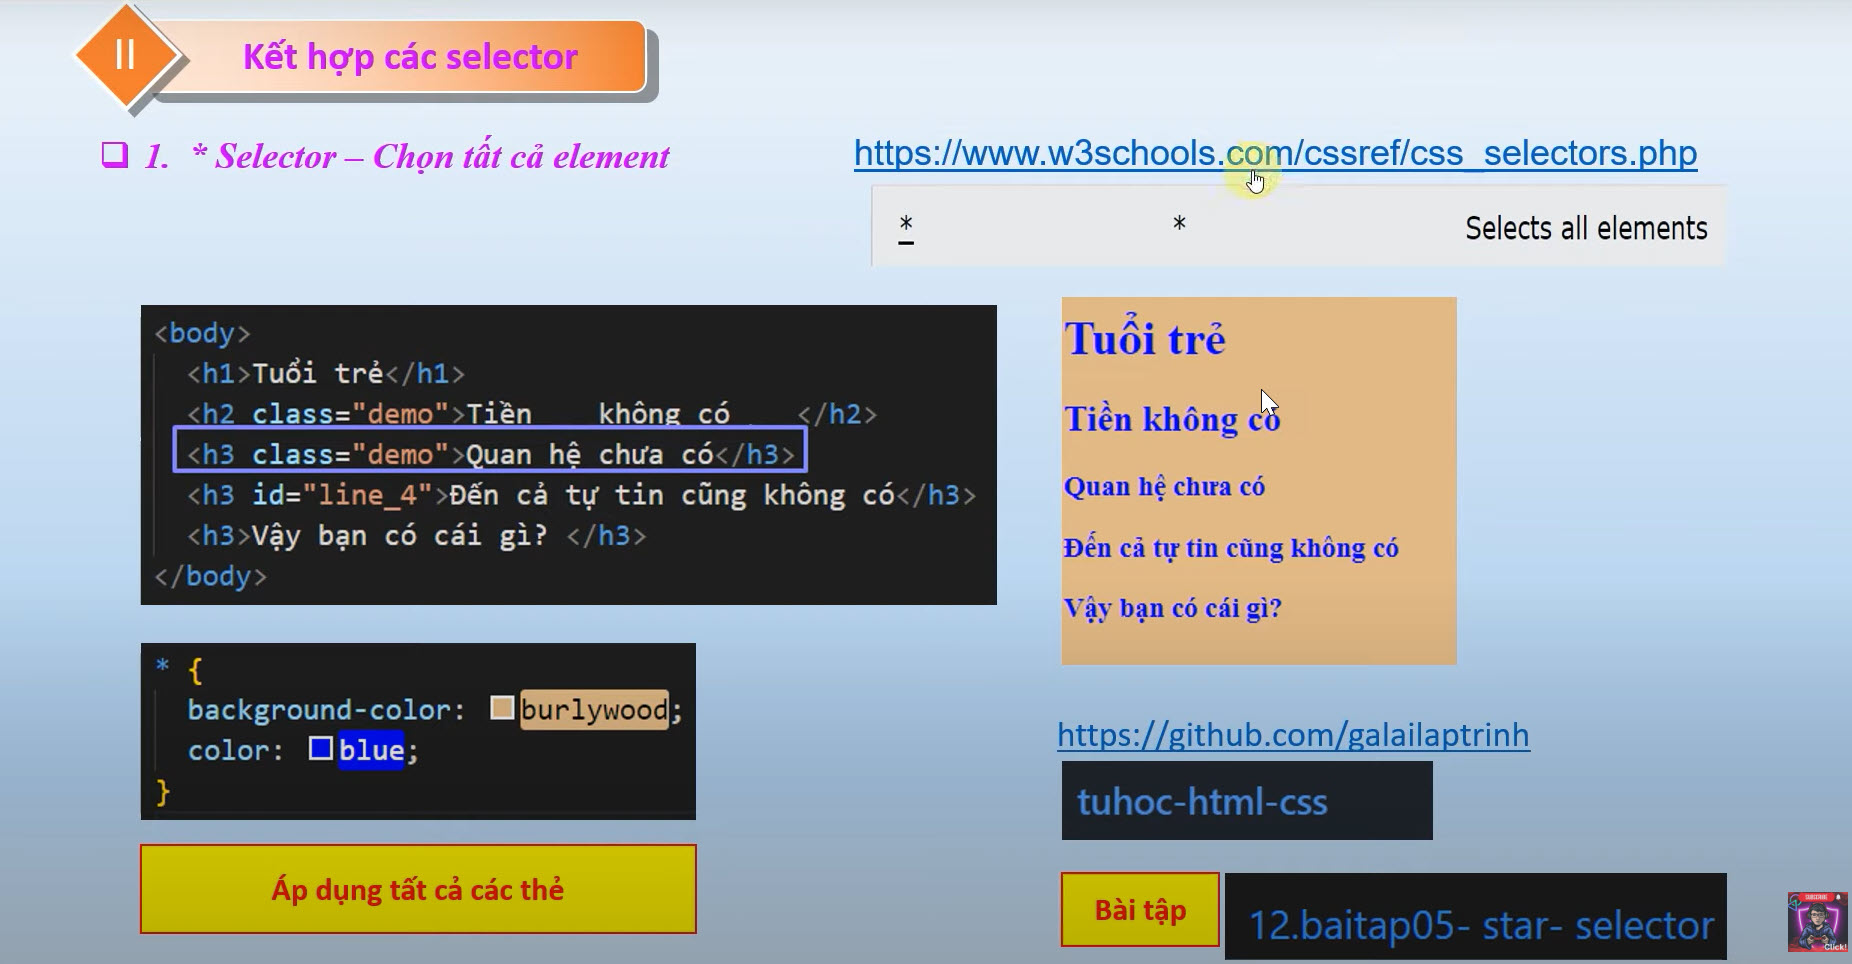 II
Kết hợp các selector
1. * Selector – Chọn tất cả element
https://www.w3schools.com/cssref/css_selectors.php
* * Selects all elements
<body>
<h1>Tuổi trẻ</h1>
<h2 class="demo">Tiền    không có    </h2>
<h3 class="demo">Quan hệ chưa có</h3>
<h3 id="line_4">Đến cả tự tin cũng không có</h3>
<h3>Vậy bạn có cái gì? </h3>
</body>
Tuổi trẻ
Tiền không có
Quan hệ chưa có
Đến cả tự tin cũng không có
Vậy bạn có cái gì?
* {
background-color: burlywood;
color: blue;
}
Áp dụng tất cả các thẻ
https://github.com/galailaptrinh
tuhoc-html-css
Bài tập
12.baitap05- star- selector
SUBSCRIBE
Click!